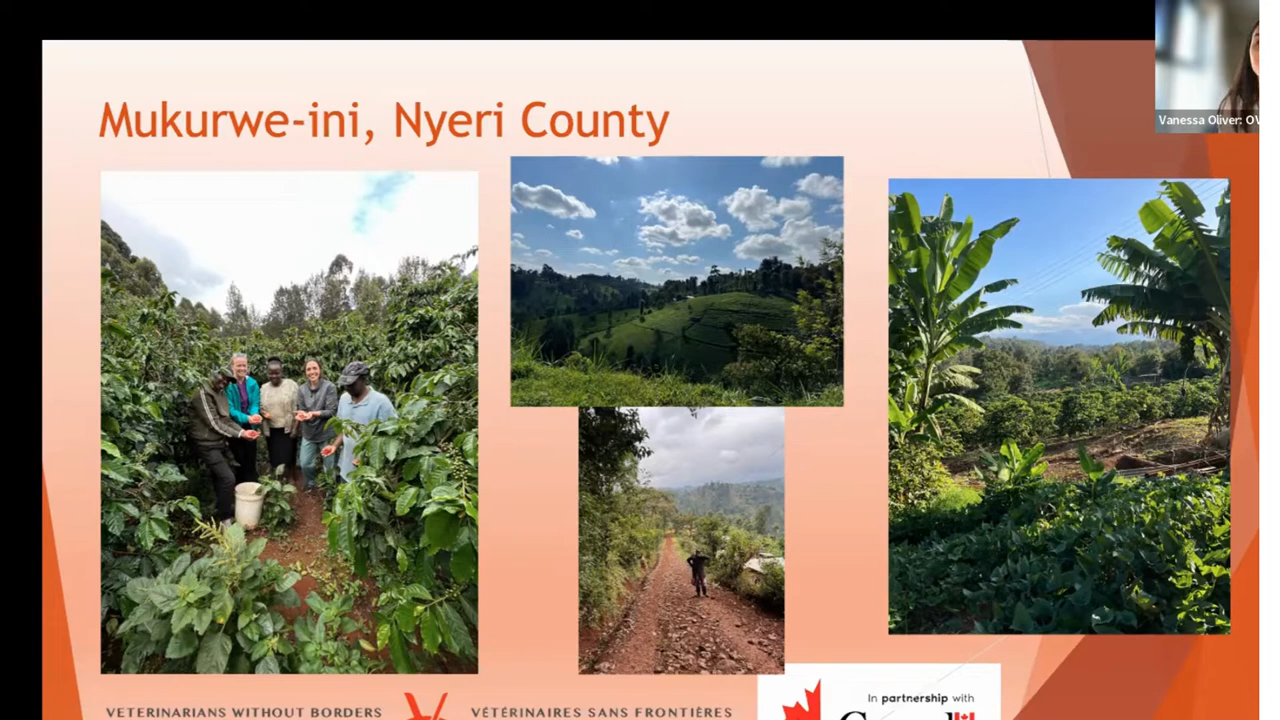 Mukurwe-ini, Nyeri County
Vanessa Oliver: OV
In partnership with
VETERINARIANS WITHOUT BORDERS
VÉTÉRINAIRES SANS FRONTIÈRES